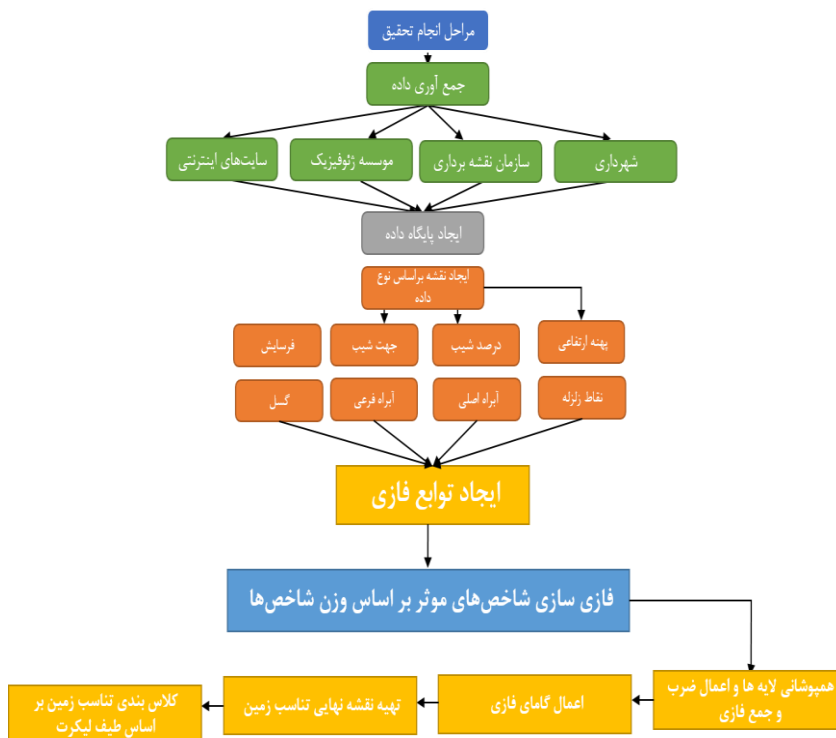 مراحل انجام تحقیق
جمع آوری داده
شهرداری
سازمان نقشه برداری
موسسه ژئوفیزیک
سایت‌های اینترنتی
ایجاد پایگاه داده
ایجاد نقشه براساس نوع
داده
پهنه ارتفاعی
درصد شیب
جهت شیب
فرسایش
نقاط زلزله
آبراه اصلی
آبراه فرعی
گسل
ایجاد توابع فازی
فازی سازی شاخص‌های موثر بر اساس وزن شاخص‌ها
همپوشانی لایه ها و اعمال ضرب
و جمع فازی
اعمال گامای فازی
تهیه نقشه نهایی تناسب زمین
کلاس بندی تناسب زمین بر
اساس طیف لیکرت